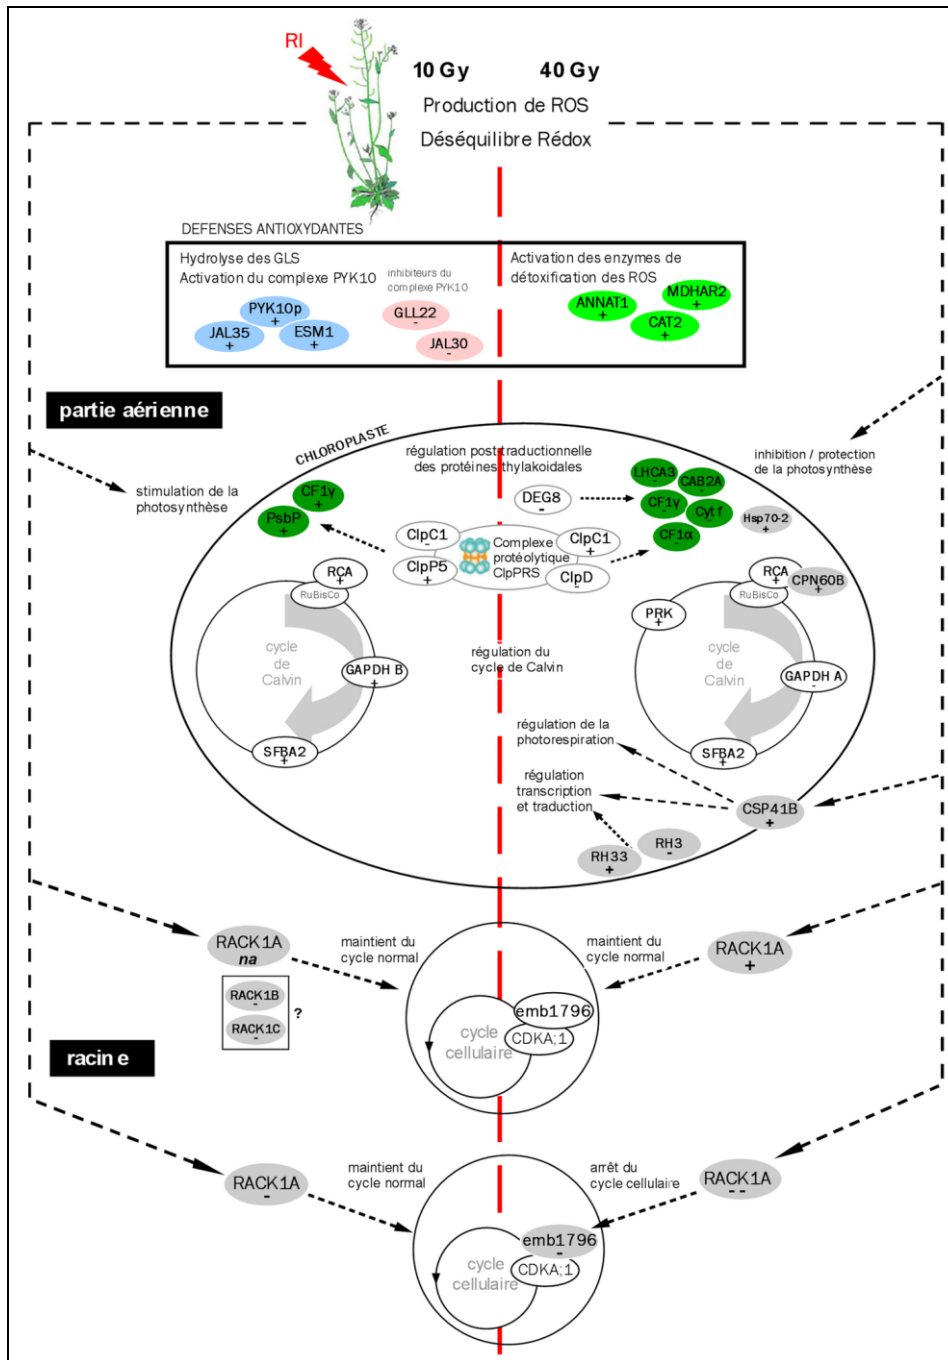 RI
10 Gy 40 Gy
Production de ROS
Déséquilibre Rédox
DEFENSES ANTIOXYDANTES
Hydrolyse des GLS
Activation du complexe PYK10
inhibiteurs du
complexe PYK10
PYK10p
+
JAL35
+
ESM1
+
GLL22
-
JAL30
-
Activation des enzymes de
détoxification des ROS
ANNAT1
+
MDHAR2
+
CAT2
+
partie aérienne
CHLOROPLASTE
stimulation de la
photosynthèse
inhibition / protection
de la photosynthèse
régulation post traductionnelle
des protéines thylakoidales
CF1γ
+
PsbP
+
DEG8
-
LHCA3
-
CAB2A
-
CF1γ
-
Cyt f
-
CF1α
-
Hsp70-2
+
ClpC1
-
ClpP5
+
Complexe
protéolytique
ClpPRS
ClpC1
+
ClpD
-
RCA
+
RuBisCo
cycle
de
Calvin
GAPDH B
+
SFBA2
+
régulation du
cycle de Calvin
RCA
+
RuBisCo
CPN60B
+
PRK
+
cycle
de
Calvin
GAPDH A
-
SFBA2
+
régulation de la
photorespiration
régulation
transcription
et traduction
CSP41B
+
RH33
+
RH3
-
RACK1A
na
RACK1B
-
RACK1C
-
?
maintient du
cycle normal
maintient du
cycle normal
RACK1A
+
emb1796
CDKA;1
cycle
cellulaire
racine
RACK1A
-
maintient du
cycle normal
arrêt du
cycle cellulaire
RACK1A
- -
emb1796
-
CDKA;1
cycle
cellulaire